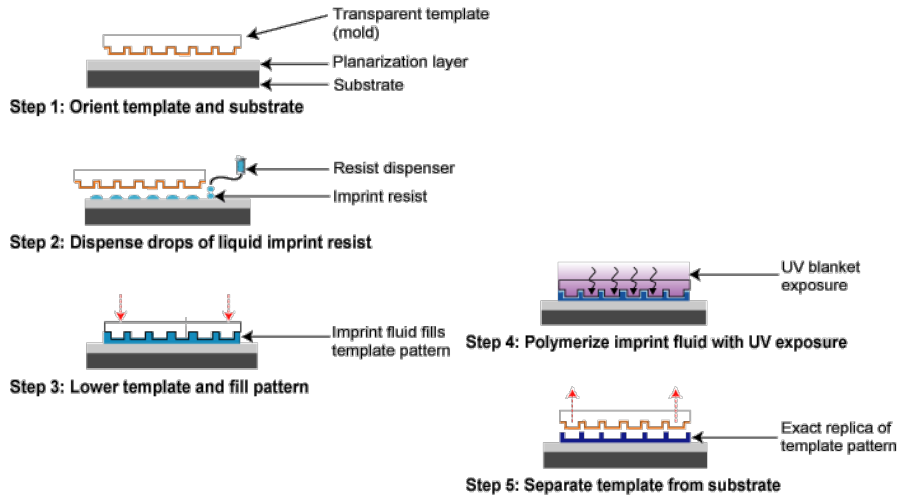 Transparent template
(mold)
Planarization layer
Substrate
Step 1: Orient template and substrate
Resist dispenser
Imprint resist
Step 2: Dispense drops of liquid imprint resist
Imprint fluid fills
template pattern
Step 3: Lower template and fill pattern
UV blanket
exposure
Step 4: Polymerize imprint fluid with UV exposure
Exact replica of
template pattern
Step 5: Separate template from substrate